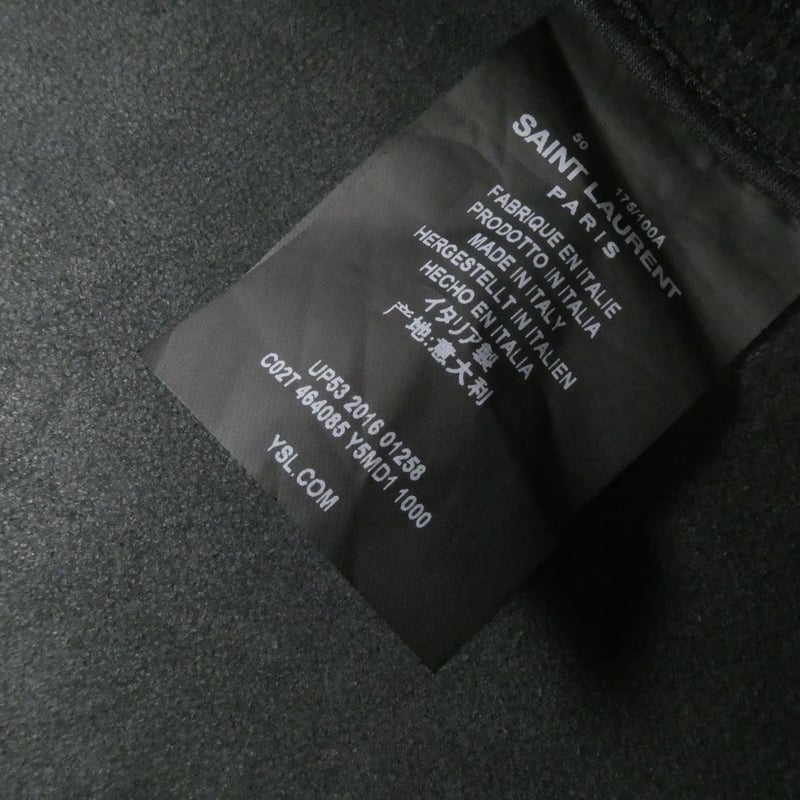 50 175/100A
SAINT LAURENT
PARIS
FABRIQUE EN ITALIE
PRODOTTO IN ITALIA
MADE IN ITALY
HERGESTELLT IN ITALIEN
HECHO EN ITALIA
イタリア製
产地:意大利
UP53 2016 01258
C02T 464085 Y5MD1 1000
YSL.COM